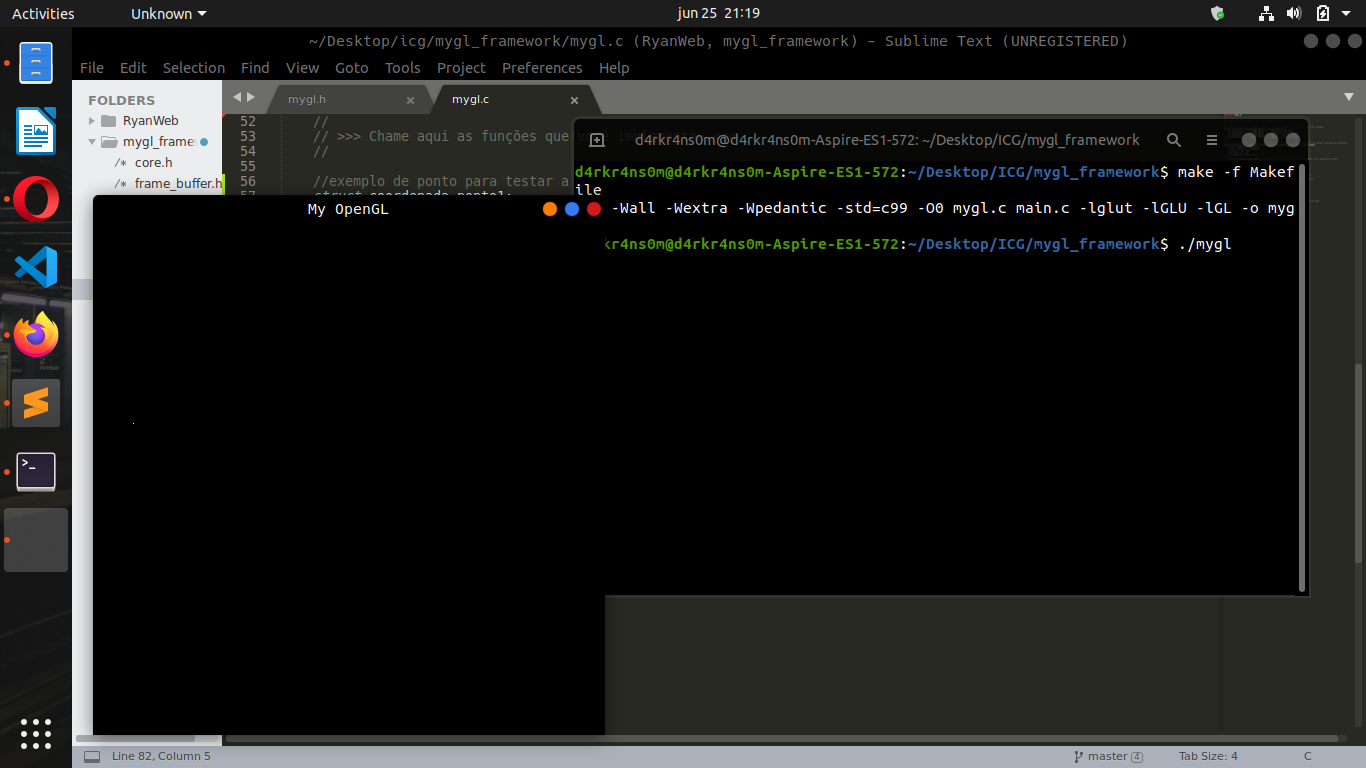 Activities
Unknown
jun 25 21:19
~/Desktop/icg/mygl_framework/mygl.c (RyanWeb, mygl_framework) - Sublime Text (UNREGISTERED)
File Edit Selection Find View Goto Tools Project Preferences Help
FOLDERS
RyanWeb
mygl_frame
/* core.h
/* frame_buffer.h
mygl.h ×
mygl.c ×
52 //
53 // >>> Chame aqui as funções que
54 //
55
56 //exemplo de ponto para testar a
d4rkr4ns0m@d4rkr4ns0m-Aspire-ES1-572: ~/Desktop/ICG/mygl_framework
d4rkr4ns0m@d4rkr4ns0m-Aspire-ES1-572:~/Desktop/ICG/mygl_framework$ make -f Makef
ile
-Wall -Wextra -Wpedantic -std=c99 -O0 mygl.c main.c -lglut -lGLU -lGL -o myg
kr4ns0m@d4rkr4ns0m-Aspire-ES1-572:~/Desktop/ICG/mygl_framework$ ./mygl
My OpenGL
Line 82, Column 5
master 4
Tab Size: 4
C